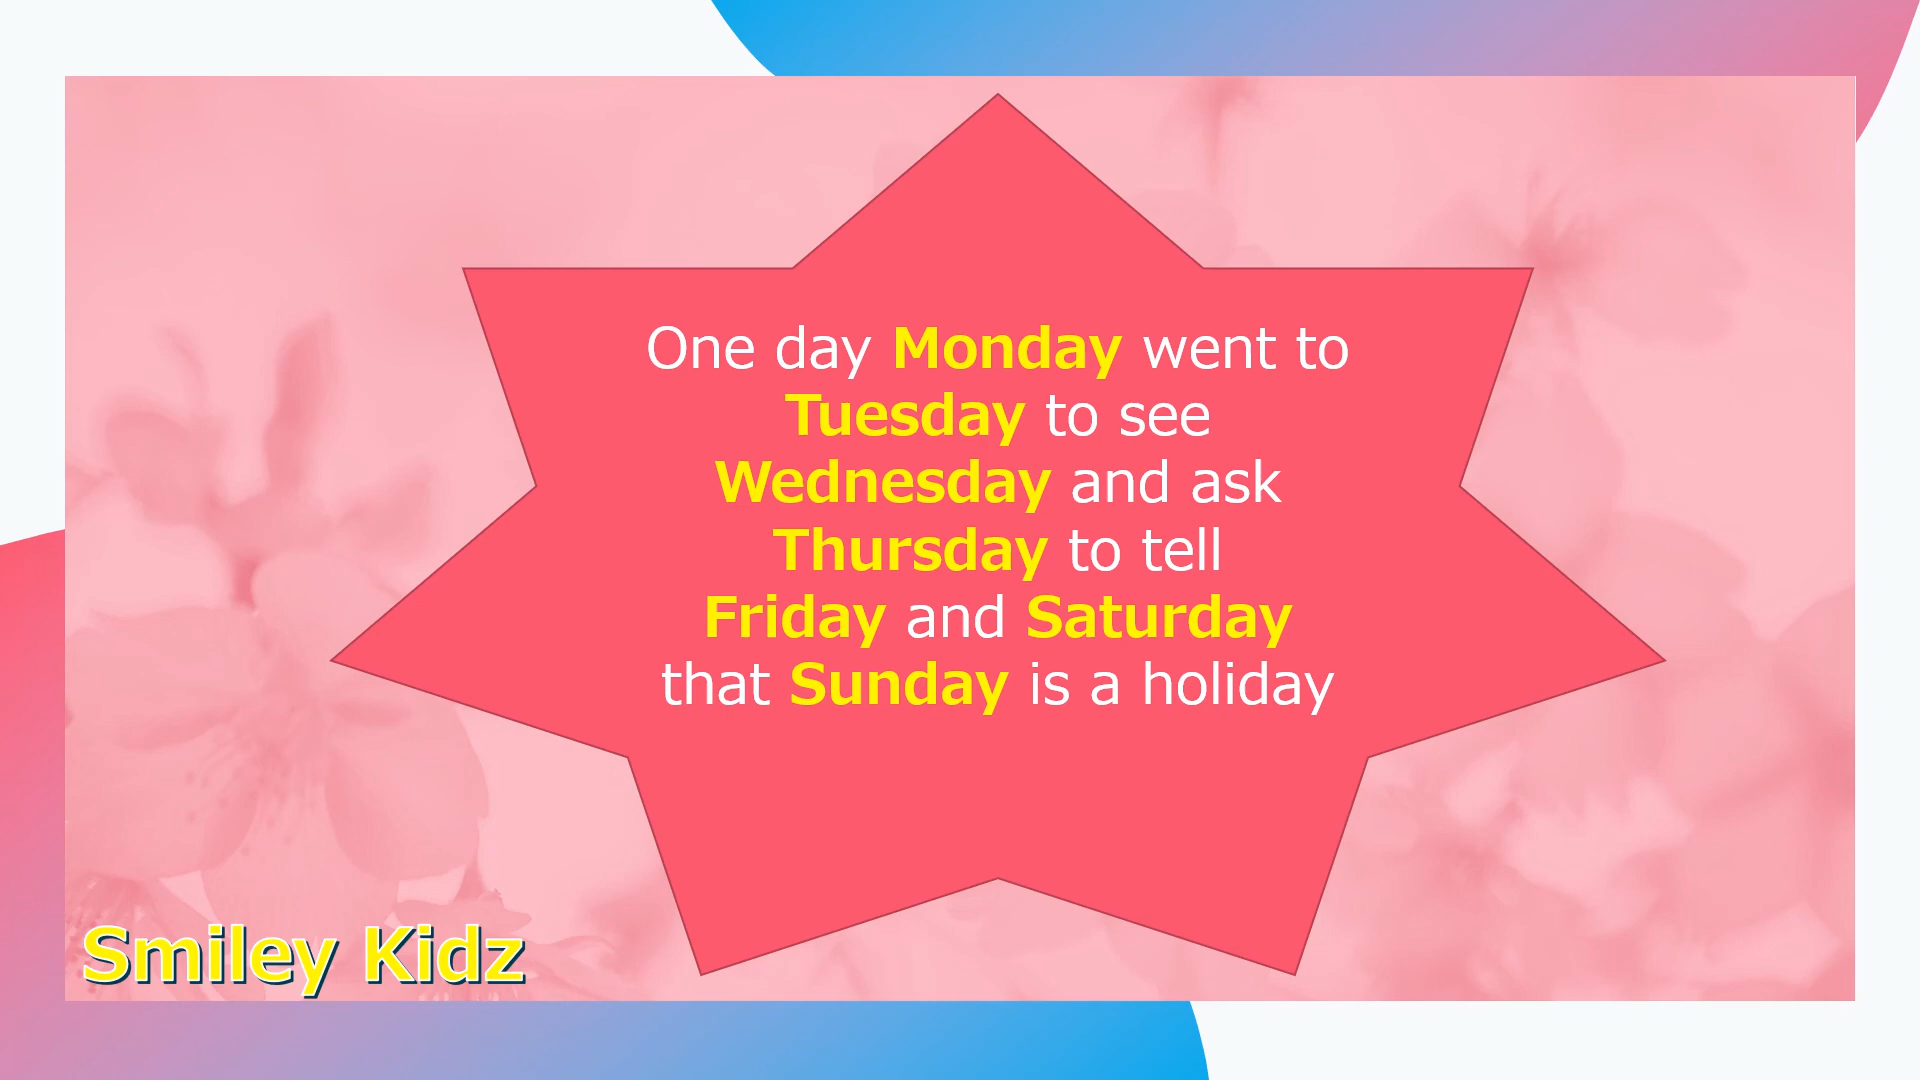 One day Monday went to
Tuesday to see
Wednesday and ask
Thursday to tell
Friday and Saturday
that Sunday is a holiday
Smiley Kidz